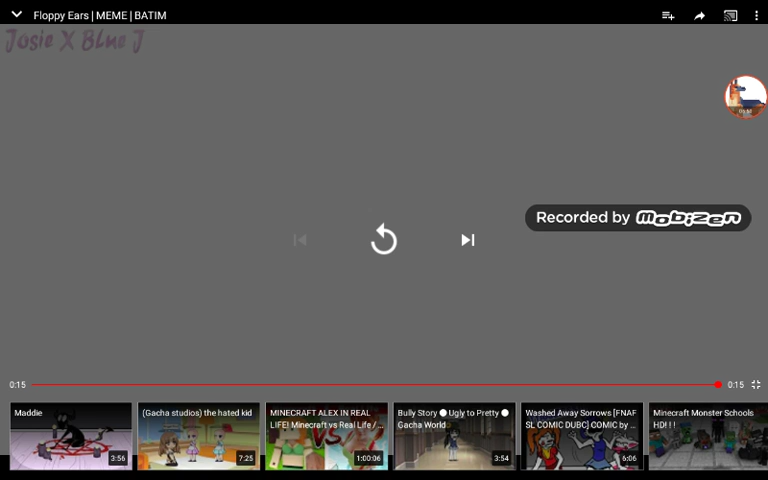 Floppy Ears | MEME | BATIM
Josie X Blue J
Recorded by Mobizen
0:15
0:15
Maddie
3:56
(Gacha studios) the hated kid
7:25
MINECRAFT ALEX IN REAL
LIFE! Minecraft vs Real Life /...
1:00:06
Bully Story ● Ugly to Pretty ●
Gacha World
3:54
Washed Away Sorrows [FNAF
SL COMIC DUBC] COMIC by ...
6:06
Minecraft Monster Schools
HD! ! !